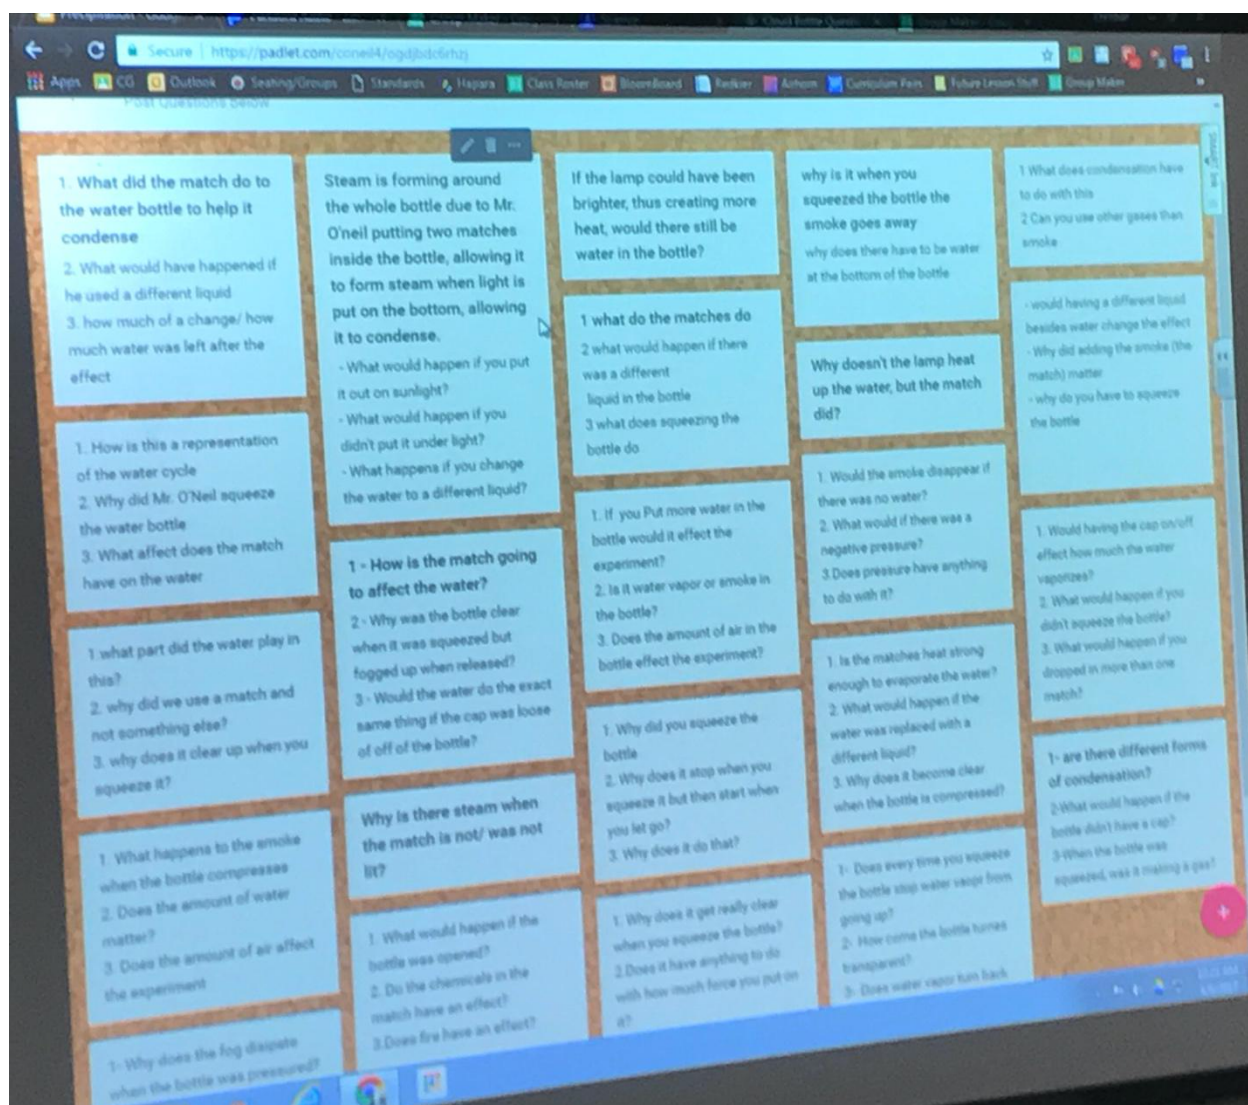 Secure https://padlet.com/coneil4/
Apps CG Outlook Seating/Groups Standards Hapara Class Roster BloomBoard Curriculum Future Lesson Stuff Group Maker
Post Questions below
1. What did the match do to
the water bottle to help it
condense
2. What would have happened if
he used a different liquid
3. how much of a change/ how
much water was left after the
effect
1. How is this a representation
of the water cycle
2. Why did Mr. O'Neil squeeze
the water bottle
3. What affect does the match
have on the water
1 what part did the water play in
this?
2. why did we use a match and
not something else?
3. why does it clear up when you
squeeze it?
1. What happens to the smoke
when the bottle compresses
2. Does the amount of water
matter?
3. Does the amount of air affect
the experiment
1- Why does the fog disipate
when the bottle was pressured?
Steam is forming around
the whole bottle due to Mr.
O'neil putting two matches
inside the bottle, allowing it
to form steam when light is
put on the bottom, allowing
it to condense.
- What would happen if you put
it out on sunlight?
- What would happen if you
didn't put it under light?
- What happens if you change
the water to a different liquid?
1 - How is the match going
to affect the water?
2 - Why was the bottle clear
when it was squeezed but
fogged up when released?
3 - Would the water do the exact
same thing if the cap was loose
of off of the bottle?
Why is there steam when
the match is not/ was not
lit?
1. What would happen if the
bottle was opened?
2. Do the chemicals in the
match have an effect?
3.Does fire have an effect?
If the lamp could have been
brighter, thus creating more
heat, would there still be
water in the bottle?
1 what do the matches do
2 what would happen if there
was a different
liquid in the bottle
3 what does squeezing the
bottle do
1. If you Put more water in the
bottle would it effect the
experiment?
2. Is it water vapor or smoke in
the bottle?
3. Does the amount of air in the
bottle effect the experiment?
1. Why did you squeeze the
bottle
2. Why does it stop when you
squeeze it but then start when
you let go?
3. Why does it do that?
1. Why does it get really clear
when you squeeze the bottle?
2.Does it have anything to do
with how much force you put on
it?
why is it when you
squeezed the bottle the
smoke goes away
why does there have to be water
at the bottom of the bottle
Why doesn't the lamp heat
up the water, but the match
did?
1. Would the smoke disappear if
there was no water?
2. What would if there was a
negative pressure?
3.Does pressure have anything
to do with it?
1. Is the matches heat strong
enough to evaporate the water?
2. What would happen if the
water was replaced with a
different liquid?
3. Why does it become clear
when the bottle is compressed?
1- Does every time you squeeze
the bottle stop water vaopr from
going up?
2- How come the bottle turnes
transparent?
3- Does water vapor turn back
1 What does condensation have
to do with this
2 Can you use other gases than
smoke
- would having a different liquid
besides water change the effect
- Why did adding the smoke (the
match) matter
- why do you have to squeeze
the bottle
1. Would having the cap on/off
effect how much the water
vaporizes?
2. What would happen if you
didn't squeeze the bottle?
3. What would happen if you
dropped in more than one
match?
1- are there different forms
of condensation?
2-What would happen if the
bottle didn't have a cap?
3-When the bottle was
squeezed, was it making a gas?